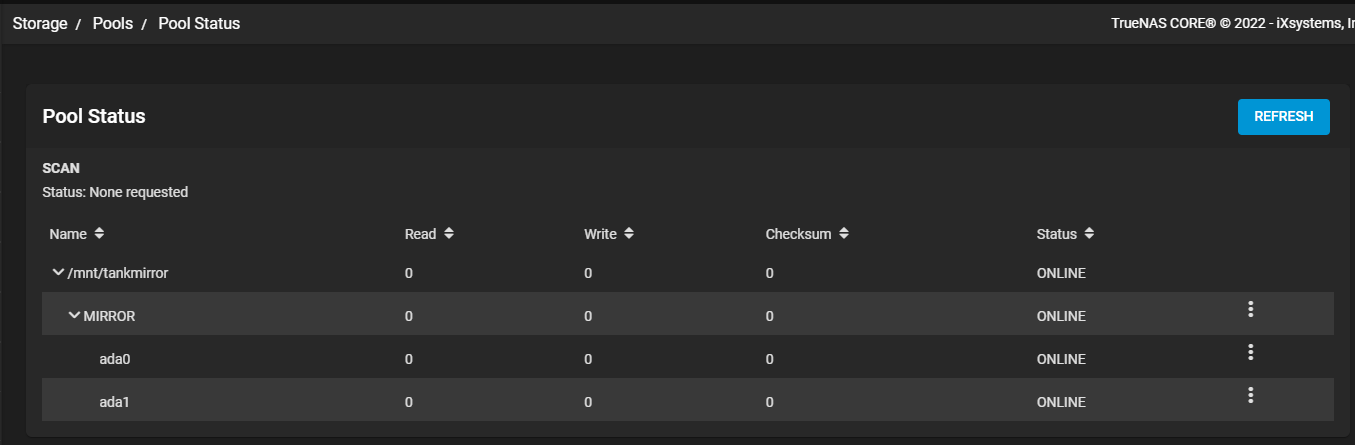 Storage / Pools / Pool Status TrueNAS CORE® © 2022 - iXsystems,
Pool Status REFRESH
SCAN
Status: None requested
Name Read Write Checksum Status
/mnt/tankmirror 0 0 0 ONLINE
MIRROR 0 0 0 ONLINE
ada0 0 0 0 ONLINE
ada1 0 0 0 ONLINE